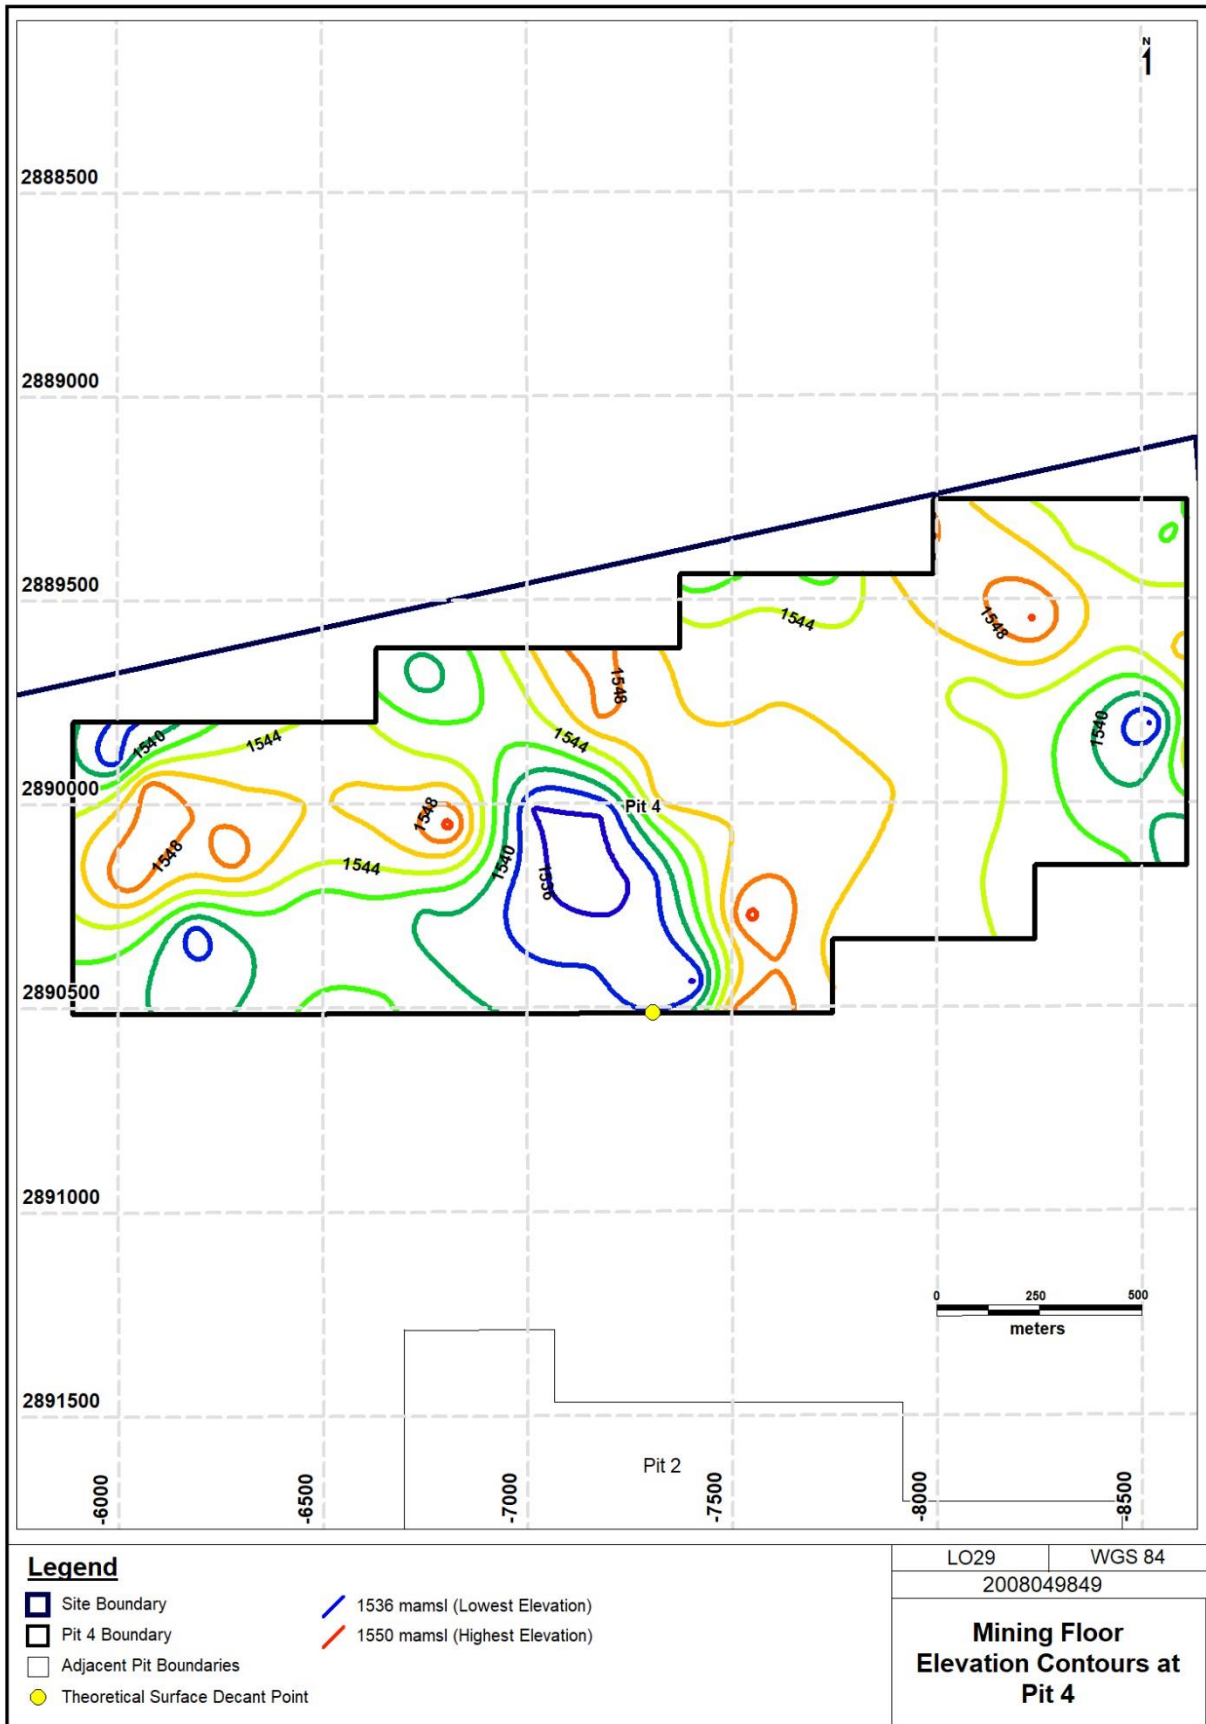 N
2888500
2889000
2889500
1544
1548
1548
1540
1544
1544
1540
2890000
Pit 4
1548
1548
1544
1540
1536
2890500
2891000
0 250 500
meters
2891500
Pit 2
-6000
-6500
-7000
-7500
-8000
-8500
Legend
Site Boundary
Pit 4 Boundary
Adjacent Pit Boundaries
Theoretical Surface Decant Point
1536 mamsl (Lowest Elevation)
1550 mamsl (Highest Elevation)
LO29
WGS 84
2008049849
Mining Floor
Elevation Contours at
Pit 4